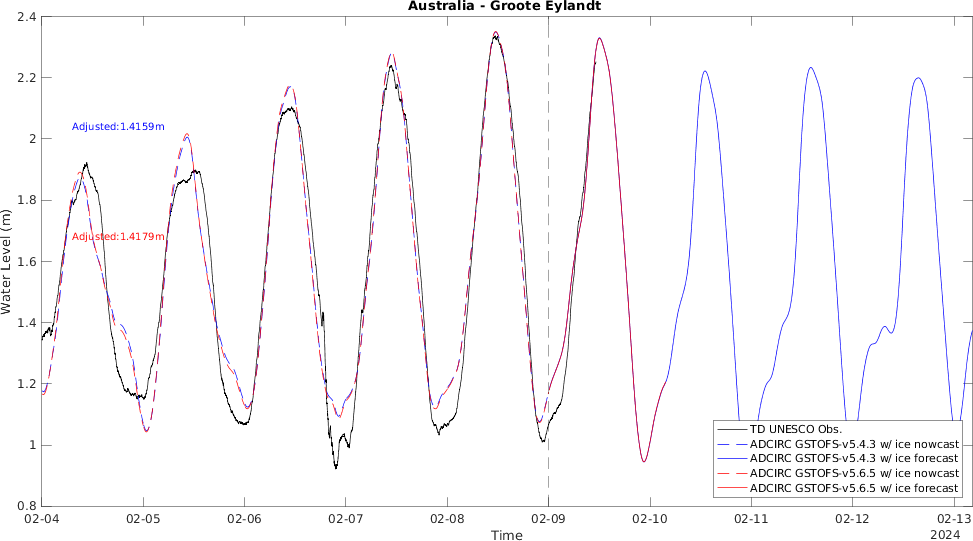 Australia - Groote Eylandt
Water Level (m)
2.4
2.2
2
1.8
1.6
1.4
1.2
1
0.8
Adjusted:1.4159m
Adjusted:1.4179m
TD UNESCO Obs.
ADCIRC GSTOFS-v5.4.3 w/ ice nowcast
ADCIRC GSTOFS-v5.4.3 w/ ice forecast
ADCIRC GSTOFS-v5.6.5 w/ ice nowcast
ADCIRC GSTOFS-v5.6.5 w/ ice forecast
02-04 02-05 02-06 02-07 02-08 02-09 02-10 02-11 02-12 02-13
Time
2024